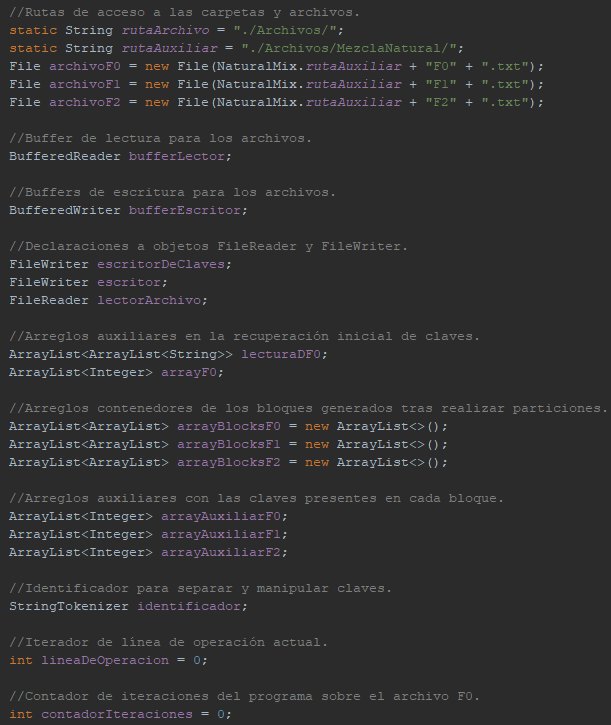 //Rutas de acceso a las carpetas y archivos.
static String rutaArchivo = "./Archivos/";
static String rutaAuxiliar = "./Archivos/MezclaNatural/";
File archivoF0 = new File(NaturalMix.rutaAuxiliar + "F0" + ".txt");
File archivoF1 = new File(NaturalMix.rutaAuxiliar + "F1" + ".txt");
File archivoF2 = new File(NaturalMix.rutaAuxiliar + "F2" + ".txt");
//Buffer de lectura para los archivos.
BufferedReader bufferLector;
//Buffers de escritura para los archivos.
BufferedWriter bufferEscritor;
//Declaraciones a objetos FileReader y FileWriter.
FileWriter escritorDeClaves;
FileWriter escritor;
FileReader lectorArchivo;
//Arreglos auxiliares en la recuperación inicial de claves.
ArrayList<ArrayList<String>> lecturaDF0;
ArrayList<Integer> arrayF0;
//Arreglos contenedores de los bloques generados tras realizar particiones.
ArrayList<ArrayList> arrayBlocksF0 = new ArrayList<>();
ArrayList<ArrayList> arrayBlocksF1 = new ArrayList<>();
ArrayList<ArrayList> arrayBlocksF2 = new ArrayList<>();
//Arreglos auxiliares con las claves presentes en cada bloque.
ArrayList<Integer> arrayAuxiliarF0;
ArrayList<Integer> arrayAuxiliarF1;
ArrayList<Integer> arrayAuxiliarF2;
//Identificador para separar y manipular claves.
StringTokenizer identificador;
//Iterador de línea de operación actual.
int lineaDeOperacion = 0;
//Contador de iteraciones del programa sobre el archivo F0.
int contadorIteraciones = 0;